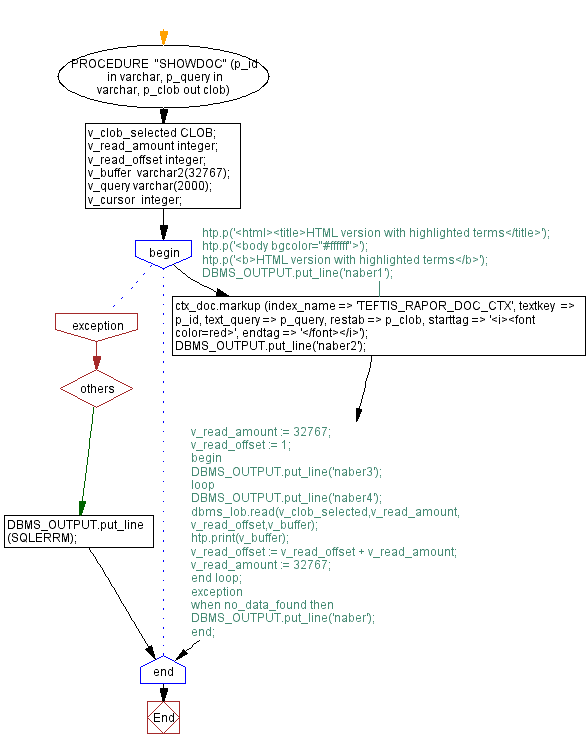 PROCEDURE "SHOWDOC" (p_id
in varchar, p_query in
varchar, p_clob out clob)
v_clob_selected CLOB;
v_read_amount integer;
v_read_offset integer;
v_buffer varchar2(32767);
v_query varchar(2000);
v_cursor integer;
begin
htp.p('<html><title>HTML version with highlighted terms</title>');
htp.p('<body bgcolor="#ffffff">');
htp.p('<b>HTML version with highlighted terms</b>');
DBMS_OUTPUT.put_line('naber1');
ctx_doc.markup (index_name => 'TEFTIS_RAPOR_DOC_CTX', textkey =>
p_id, text_query => p_query, restab => p_clob, starttag => '<i><font
color=red>', endtag => '</font></i>');
DBMS_OUTPUT.put_line('naber2');
exception
others
v_read_amount := 32767;
v_read_offset := 1;
begin
DBMS_OUTPUT.put_line('naber3');
loop
DBMS_OUTPUT.put_line('naber4');
dbms_lob.read(v_clob_selected,v_read_amount,
v_read_offset,v_buffer);
htp.print(v_buffer);
v_read_offset := v_read_offset + v_read_amount;
v_read_amount := 32767;
end loop;
exception
when no_data_found then
DBMS_OUTPUT.put_line('naber');
end;
DBMS_OUTPUT.put_line
(SQLERRM);
end
End